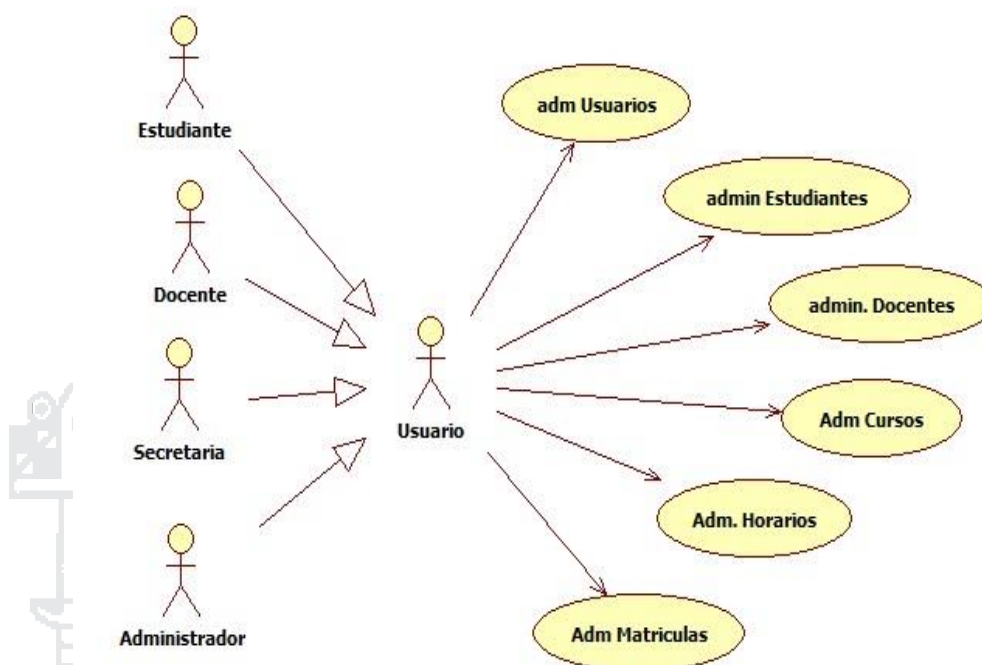 Estudiante
Docente
Secretaria
Administrador
Usuario
adm Usuarios
admin Estudiantes
admin. Docentes
Adm Cursos
Adm. Horarios
Adm Matriculas